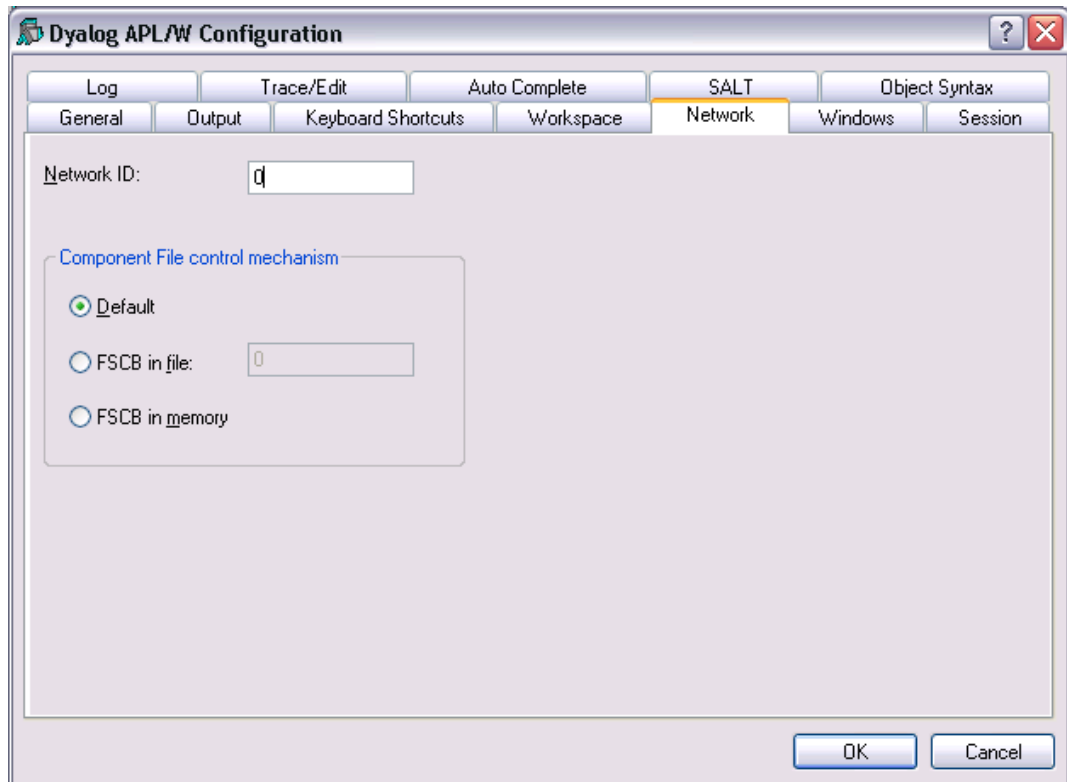 Dyalog APL/W Configuration
?
Log Trace/Edit Auto Complete SALT Object Syntax
General Output Keyboard Shortcuts Workspace Network Windows Session
Network ID: 0
Component File control mechanism
Default
FSCB in file: 0
FSCB in memory
OK Cancel